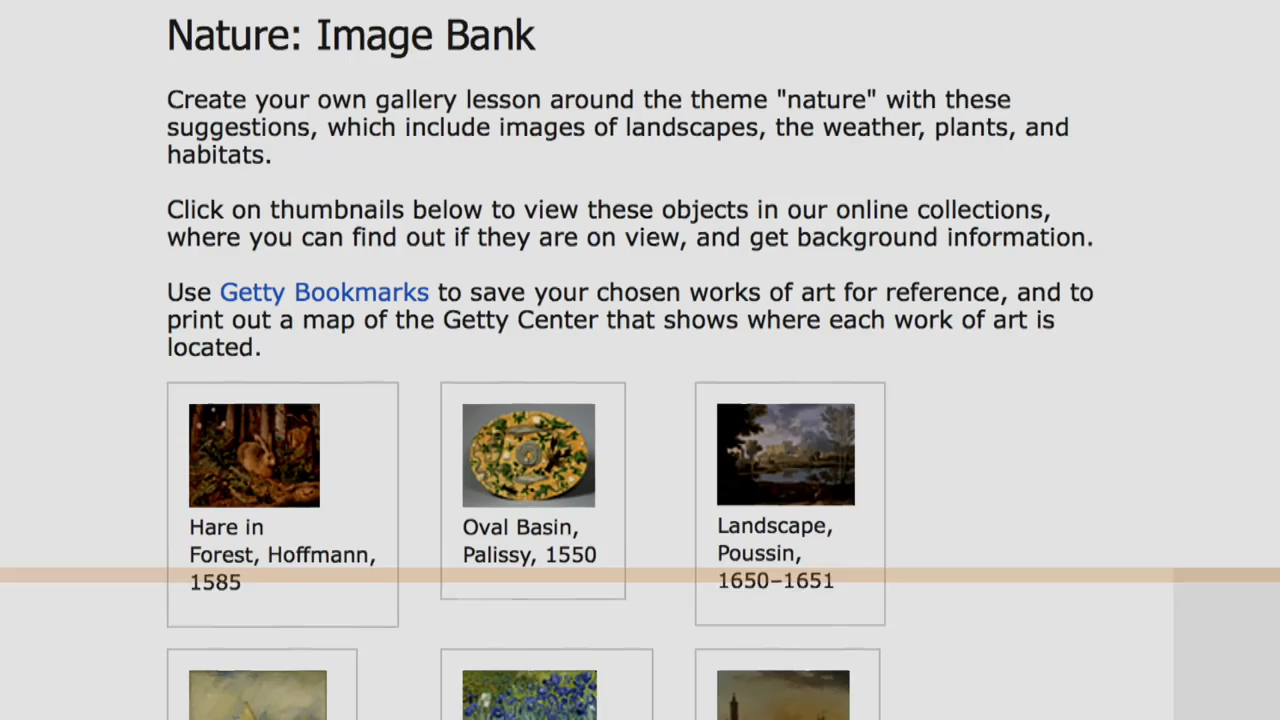 Nature: Image Bank
Create your own gallery lesson around the theme "nature" with these
suggestions, which include images of landscapes, the weather, plants, and
habitats.
Click on thumbnails below to view these objects in our online collections,
where you can find out if they are on view, and get background information.
Use Getty Bookmarks to save your chosen works of art for reference, and to
print out a map of the Getty Center that shows where each work of art is
located.
Hare in
Forest, Hoffmann,
1585
Oval Basin,
Palissy, 1550
Landscape,
Poussin,
1650–1651